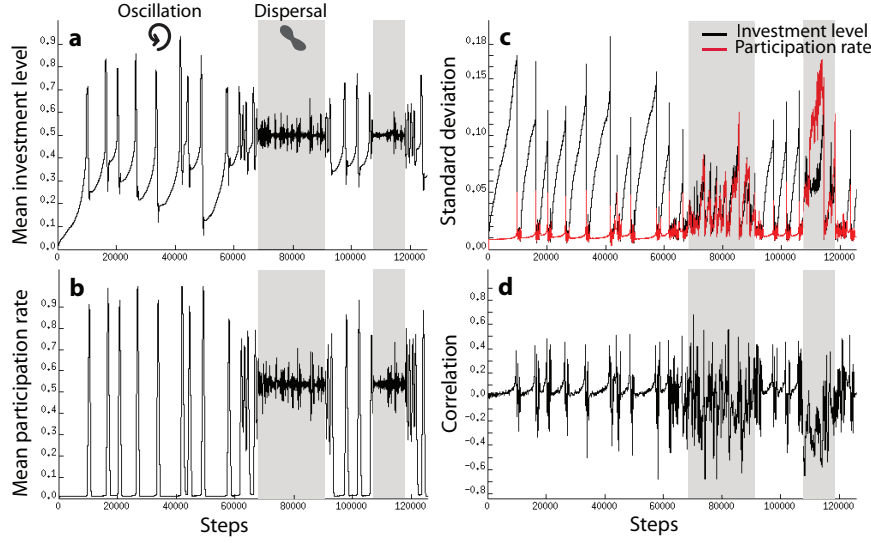 Oscillation
Dispersal
a
Mean investment level
0.9
0.8
0.7
0.6
0.5
0.4
0.3
0.2
0.1
0.0
0 20000 40000 60000 80000 100000 120000
b
Mean participation rate
0.9
0.8
0.7
0.6
0.5
0.4
0.3
0.2
0.1
0.0
0 20000 40000 60000 80000 100000 120000
Steps
c
Investment level
Participation rate
Standard deviation
0.18
0.15
0.10
0.05
0.00
0 20000 40000 60000 80000 100000 120000
d
Correlation
0.8
0.6
0.4
0.2
0.0
-0.2
-0.4
-0.6
-0.8
0 20000 40000 60000 80000 100000 120000
Steps